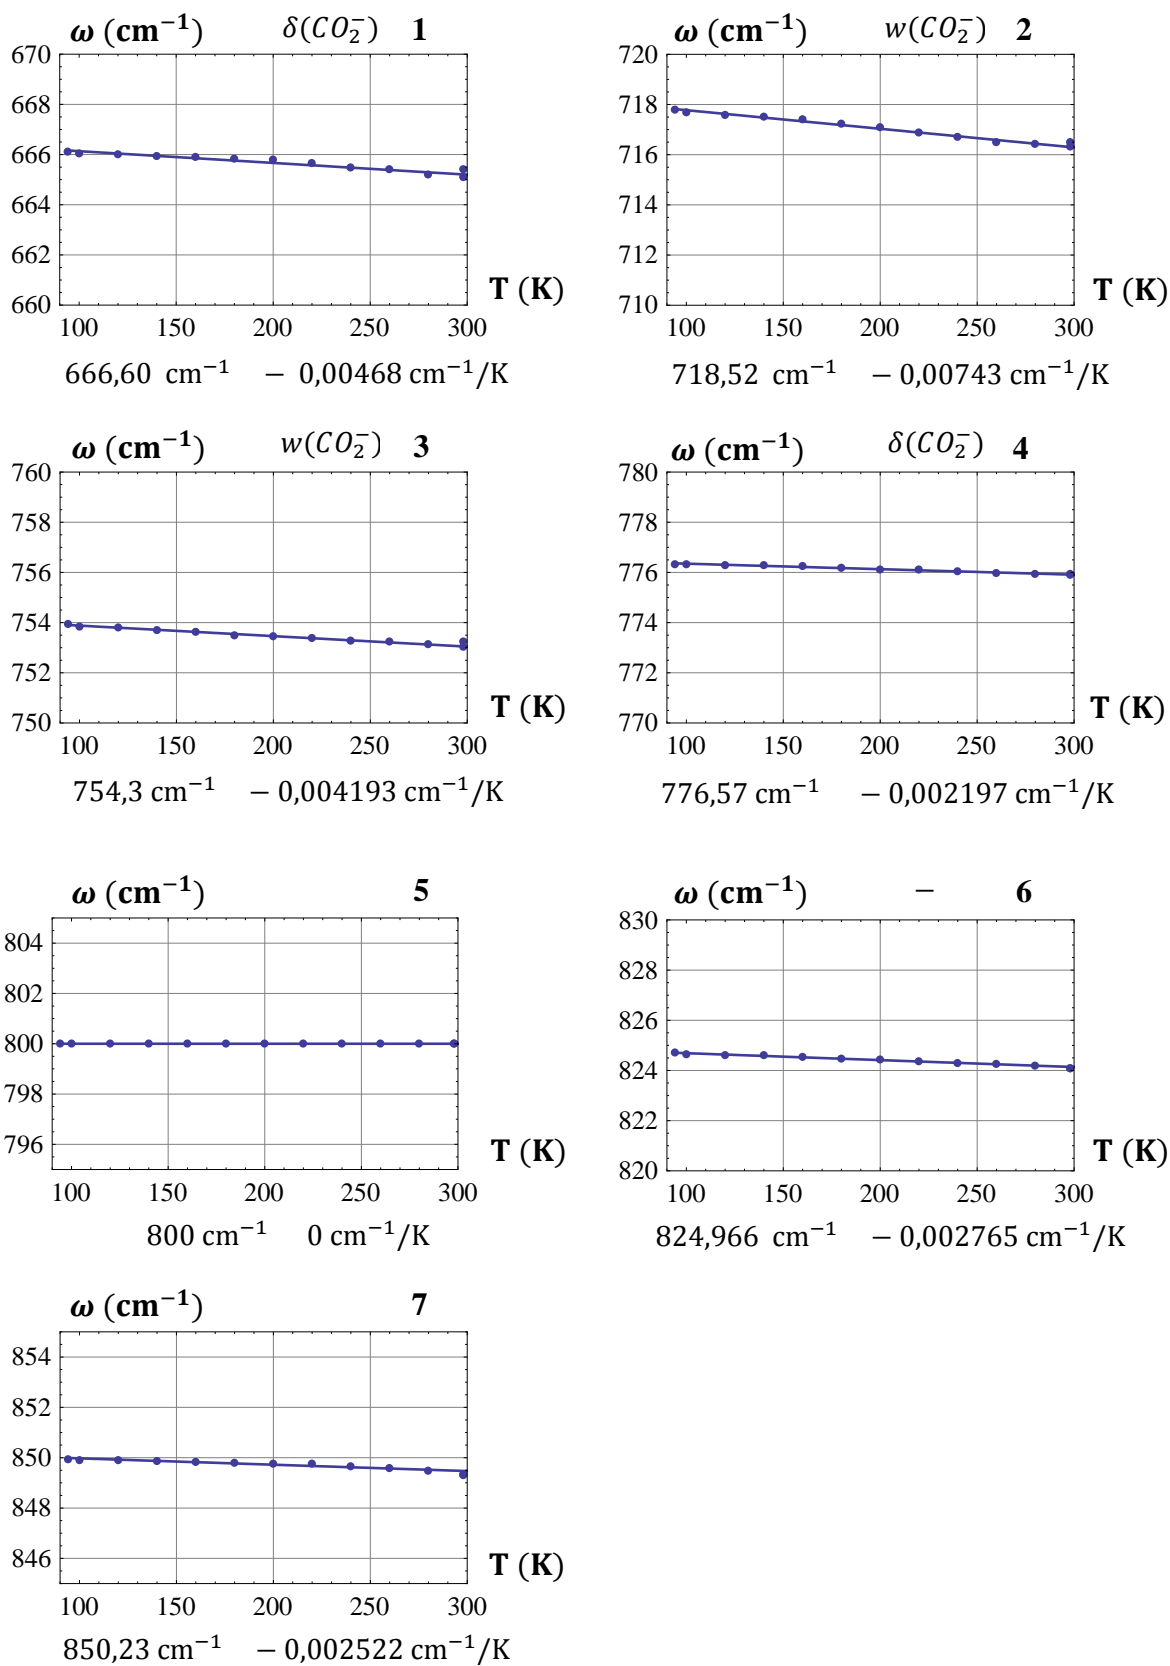 ω (cm⁻¹) δ(CO₂⁻) 1
670
668
666
664
662
660
100 150 200 250 300
T (K)
666,60 cm⁻¹ − 0,00468 cm⁻¹/K
ω (cm⁻¹) w(CO₂⁻) 2
720
718
716
714
712
710
100 150 200 250 300
T (K)
718,52 cm⁻¹ − 0,00743 cm⁻¹/K
ω (cm⁻¹) w(CO₂⁻) 3
760
758
756
754
752
750
100 150 200 250 300
T (K)
754,3 cm⁻¹ − 0,004193 cm⁻¹/K
ω (cm⁻¹) δ(CO₂⁻) 4
780
778
776
774
772
770
100 150 200 250 300
T (K)
776,57 cm⁻¹ − 0,002197 cm⁻¹/K
ω (cm⁻¹) 5
804
802
800
798
796
100 150 200 250 300
T (K)
800 cm⁻¹ 0 cm⁻¹/K
ω (cm⁻¹) − 6
830
828
826
824
822
820
100 150 200 250 300
T (K)
824,966 cm⁻¹ − 0,002765 cm⁻¹/K
ω (cm⁻¹) 7
854
852
850
848
846
100 150 200 250 300
T (K)
850,23 cm⁻¹ − 0,002522 cm⁻¹/K